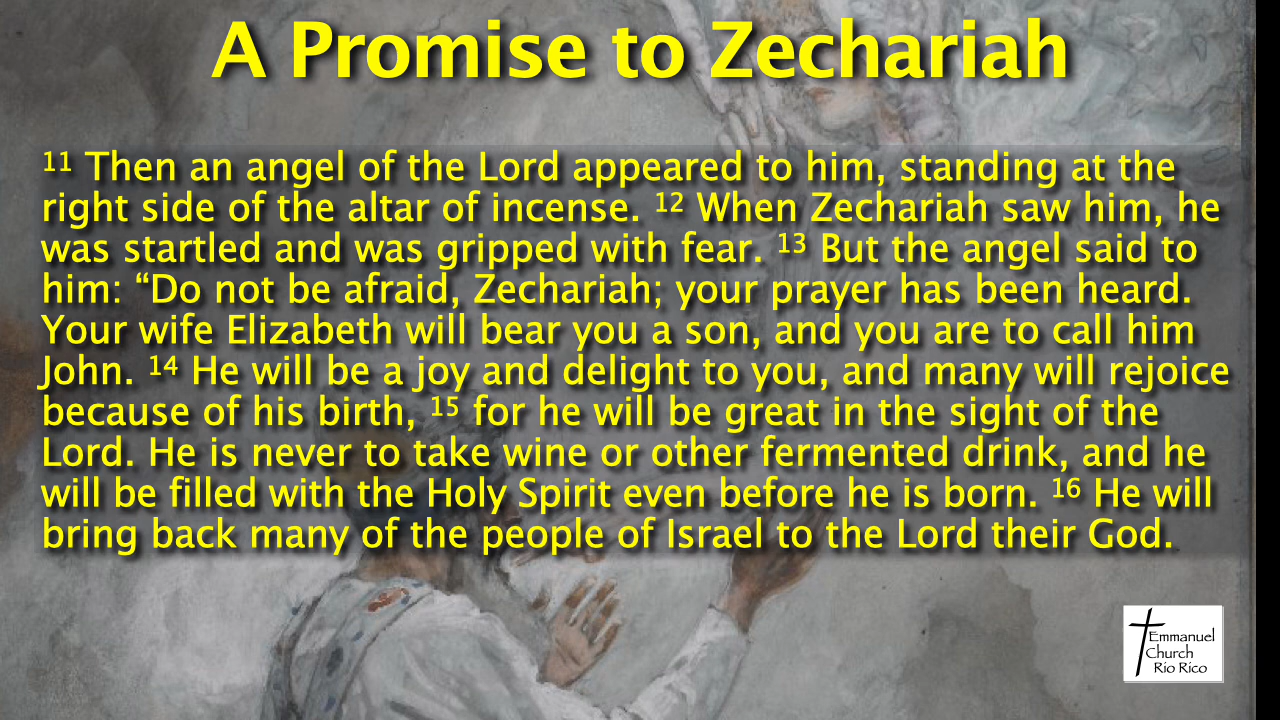 A Promise to Zechariah
11 Then an angel of the Lord appeared to him, standing at the
right side of the altar of incense. 12 When Zechariah saw him, he
was startled and was gripped with fear. 13 But the angel said to
him: “Do not be afraid, Zechariah; your prayer has been heard.
Your wife Elizabeth will bear you a son, and you are to call him
John. 14 He will be a joy and delight to you, and many will rejoice
because of his birth, 15 for he will be great in the sight of the
Lord. He is never to take wine or other fermented drink, and he
will be filled with the Holy Spirit even before he is born. 16 He will
bring back many of the people of Israel to the Lord their God.
Emmanuel
Church
Rio Rico